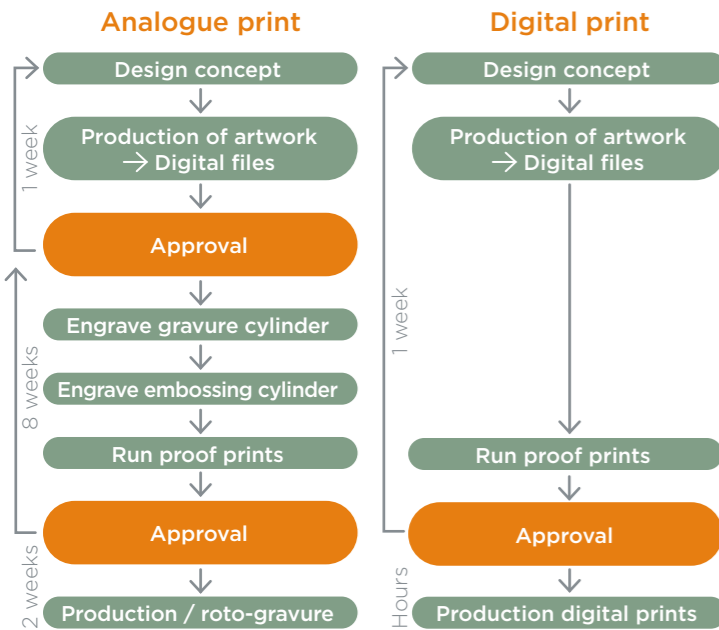 Analogue print
Design concept
Production of artwork
→ Digital files
Approval
Engrave gravure cylinder
Engrave embossing cylinder
Run proof prints
Approval
Production / roto-gravure
1 week
8 weeks
2 weeks
Digital print
Design concept
Production of artwork
→ Digital files
Run proof prints
Approval
Production digital prints
1 week
Hours